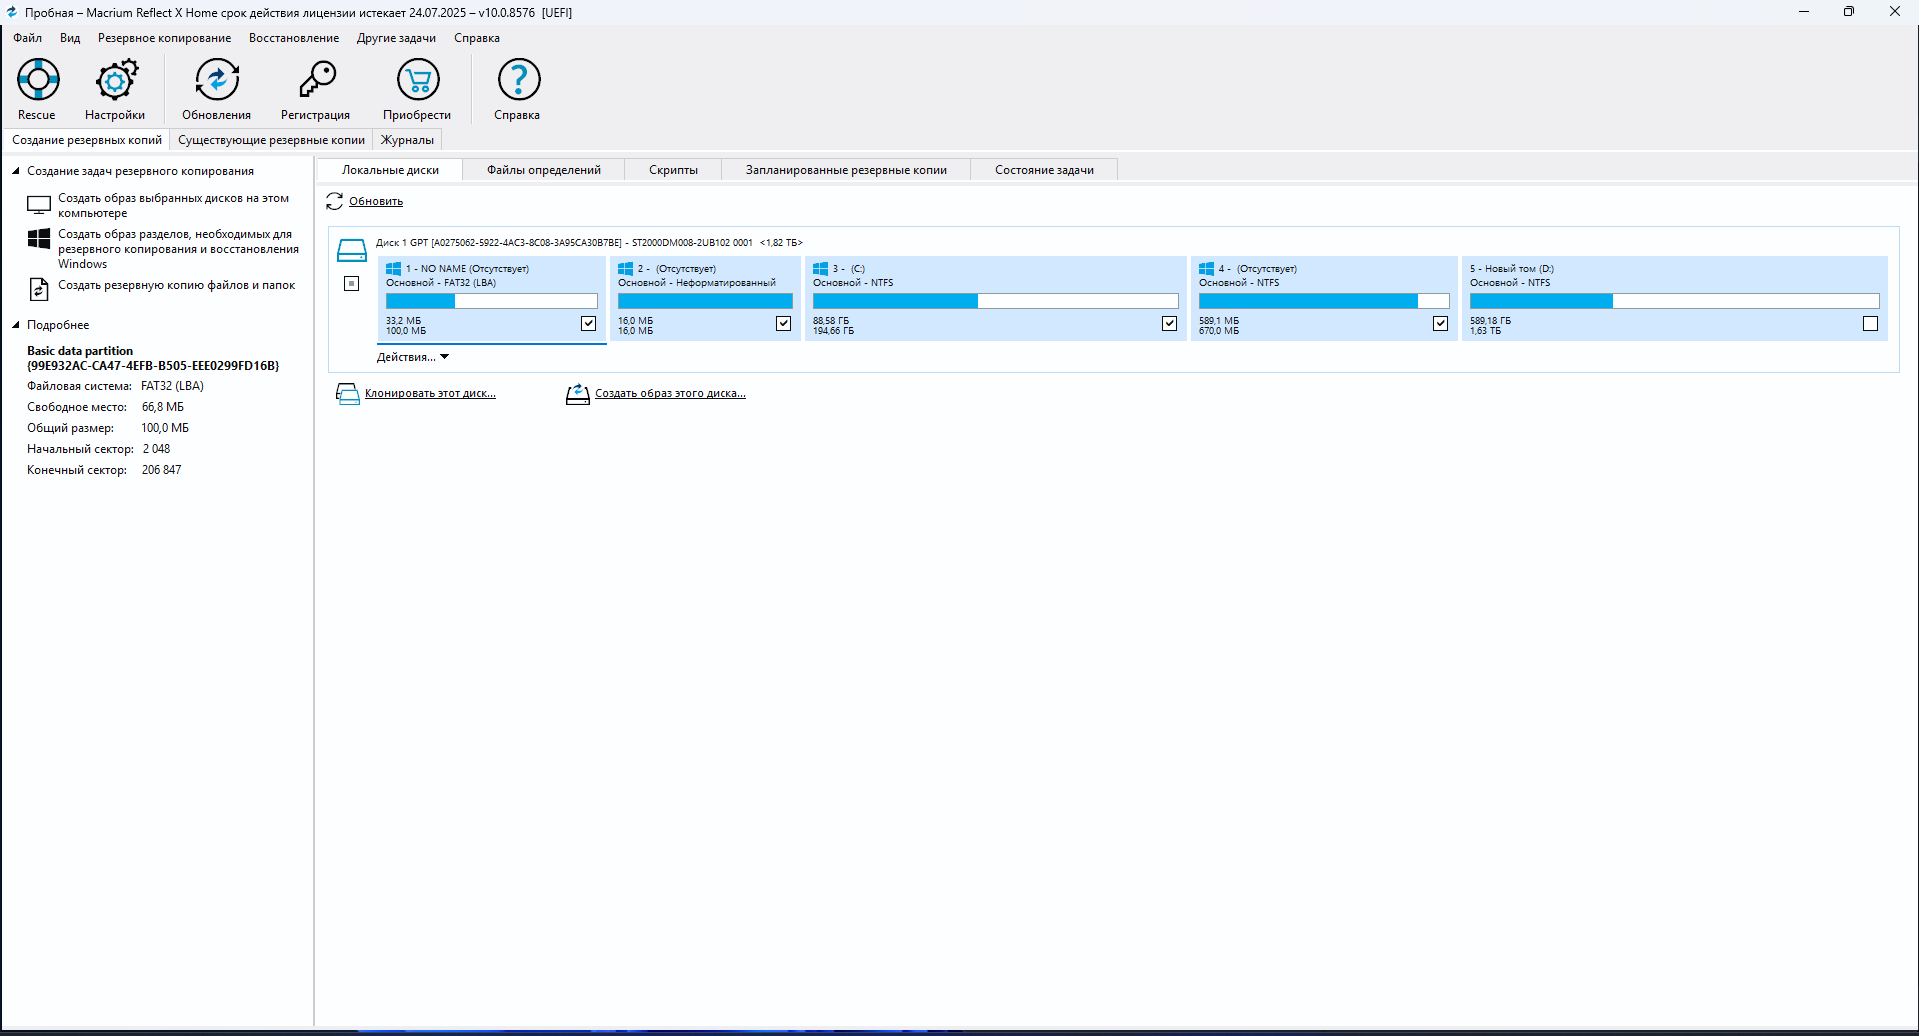 Пробная – Macrium Reflect X Home срок действия лицензии истекает 24.07.2025 – v10.0.8576 [UEFI]
Файл Вид Резервное копирование Восстановление Другие задачи Справка
Rescue Настройки Обновления Регистрация Приобрести Справка
Создание резервных копий Существующие резервные копии Журналы
Создание задач резервного копирования
Создать образ выбранных дисков на этом
компьютере
Создать образ разделов, необходимых для
резервного копирования и восстановления
Windows
Создать резервную копию файлов и папок
Подробнее
Basic data partition
{99E932AC-CA47-4EFB-B505-EEE0299FD16B}
Файловая система: FAT32 (LBA)
Свободное место: 66,8 МБ
Общий размер: 100,0 МБ
Начальный сектор: 2 048
Конечный сектор: 206 847
Локальные диски Файлы определений Скрипты Запланированные резервные копии Состояние задачи
Обновить
Диск 1 GPT [A0275062-5922-4AC3-8C08-3A95CA30B7BE] - ST2000DM008-2UB102 0001 <1,82 ТБ>
1 - NO NAME (Отсутствует)
Основной - FAT32 (LBA)
33,2 МБ
100,0 МБ
2 - (Отсутствует)
Основной - Неформатированный
16,0 МБ
16,0 МБ
3 - (C:)
Основной - NTFS
88,58 ГБ
194,66 ГБ
4 - (Отсутствует)
Основной - NTFS
589,1 МБ
670,0 МБ
5 - Новый том (D:)
Основной - NTFS
589,18 ГБ
1,63 ТБ
Действия...
Клонировать этот диск... Создать образ этого диска...